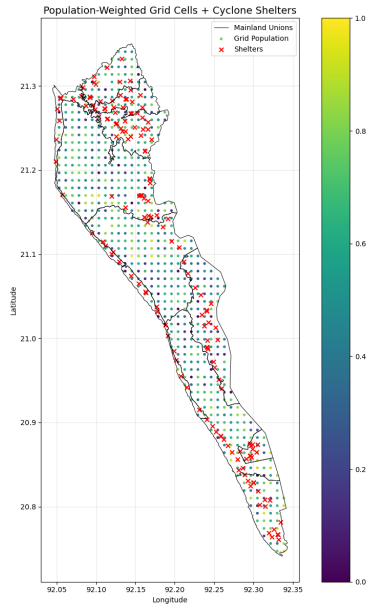 Population-Weighted Grid Cells + Cyclone Shelters
Mainland Unions
Grid Population
Shelters
1.0
0.8
0.6
0.4
0.2
0.0
21.3
21.2
21.1
21.0
20.9
20.8
Latitude
92.05 92.10 92.15 92.20 92.25 92.30 92.35
Longitude